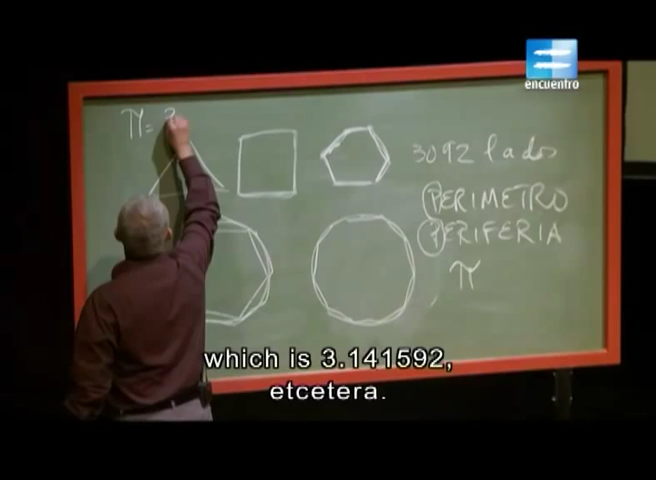 encuentro
π = 3
3092 lados
PERIMETRO
PERIFERIA
π
which is 3.141592,
etcetera.